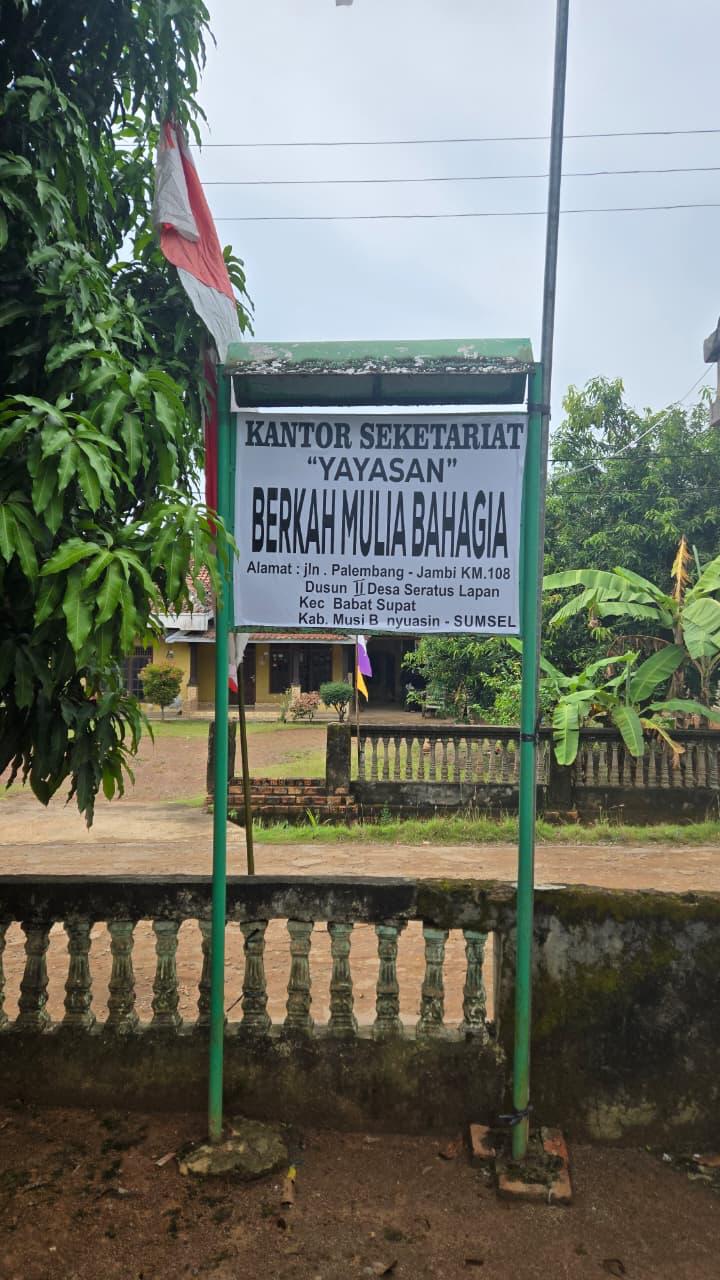 KANTOR SEKETARIAT
"YAYASAN"
BERKAH MULIA BAHAGIA
Alamat : jln . Palembang - Jambi KM.108
Dusun II Desa Seratus Lapan
Kec Babat Supat
Kab. Musi B nyuasin - SUMSEL